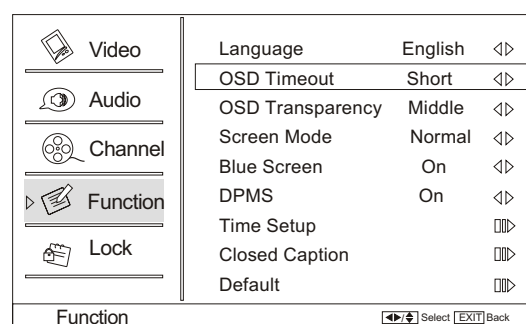 Video
Audio
Channel
Function
Lock
Language English
OSD Timeout Short
OSD Transparency Middle
Screen Mode Normal
Blue Screen On
DPMS On
Time Setup
Closed Caption
Default
Function Select EXIT Back